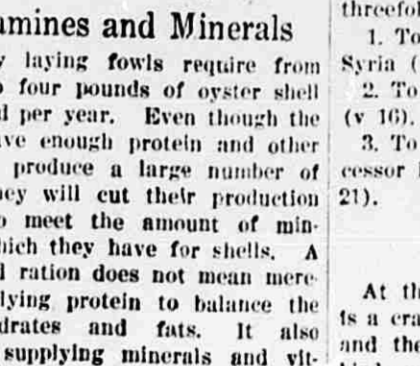 amines and Minerals
laying fowls require from
four pounds of oyster shell
per year. Even though the
ve enough protein and other
produce a large number of
ey will cut their production
o meet the amount of min-
hich they have for shells. A
ration does not mean mere-
lying protein to balance the
drates and fats. It also
supplying minerals and vit-
threefol
1. To
Syria (
2. To
(v 16).
3. To
cessor
21).
At th
is a cra
and the